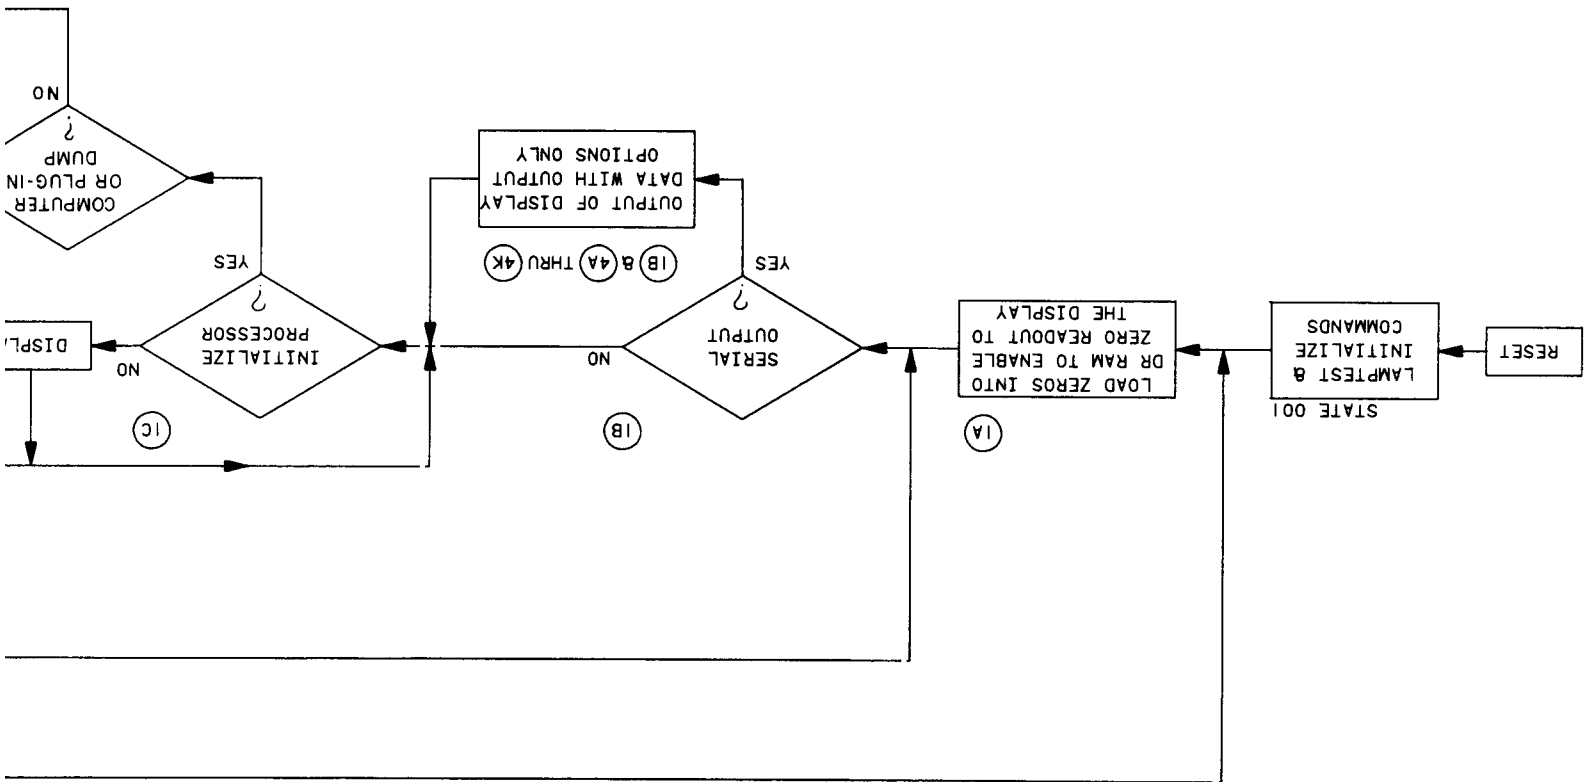 RESET
STATE 001
LAMPTEST &
INITIALIZE
COMMANDS
1A
LOAD ZEROS INTO
DR RAM TO ENABLE
ZERO READOUT TO
THE DISPLAY
1B
SERIAL
OUTPUT
?
NO
YES
1B & 4A THRU 4K
OUTPUT OF DISPLAY
DATA WITH OUTPUT
OPTIONS ONLY
1C
INITIALIZE
PROCESSOR
?
NO
YES
COMPUTER
OR PLUG-IN
DUMP
?
NO